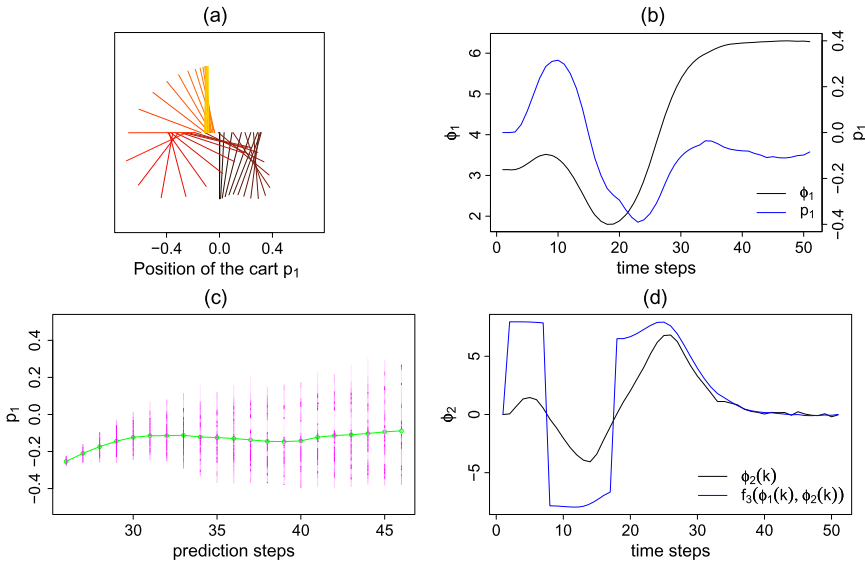 (a)
−0.4 0.0 0.4
Position of the cart p1
(b)
6
5
4
3
2
ϕ1
0.4
0.2
0.0
−0.2
−0.4
p1
ϕ1
p1
0 10 20 30 40 50
time steps
(c)
0.4
0.2
0.0
−0.2
−0.4
p1
30 35 40 45
prediction steps
(d)
5
0
−5
ϕ2
ϕ2(k)
f3(ϕ1(k), ϕ2(k))
0 10 20 30 40 50
time steps